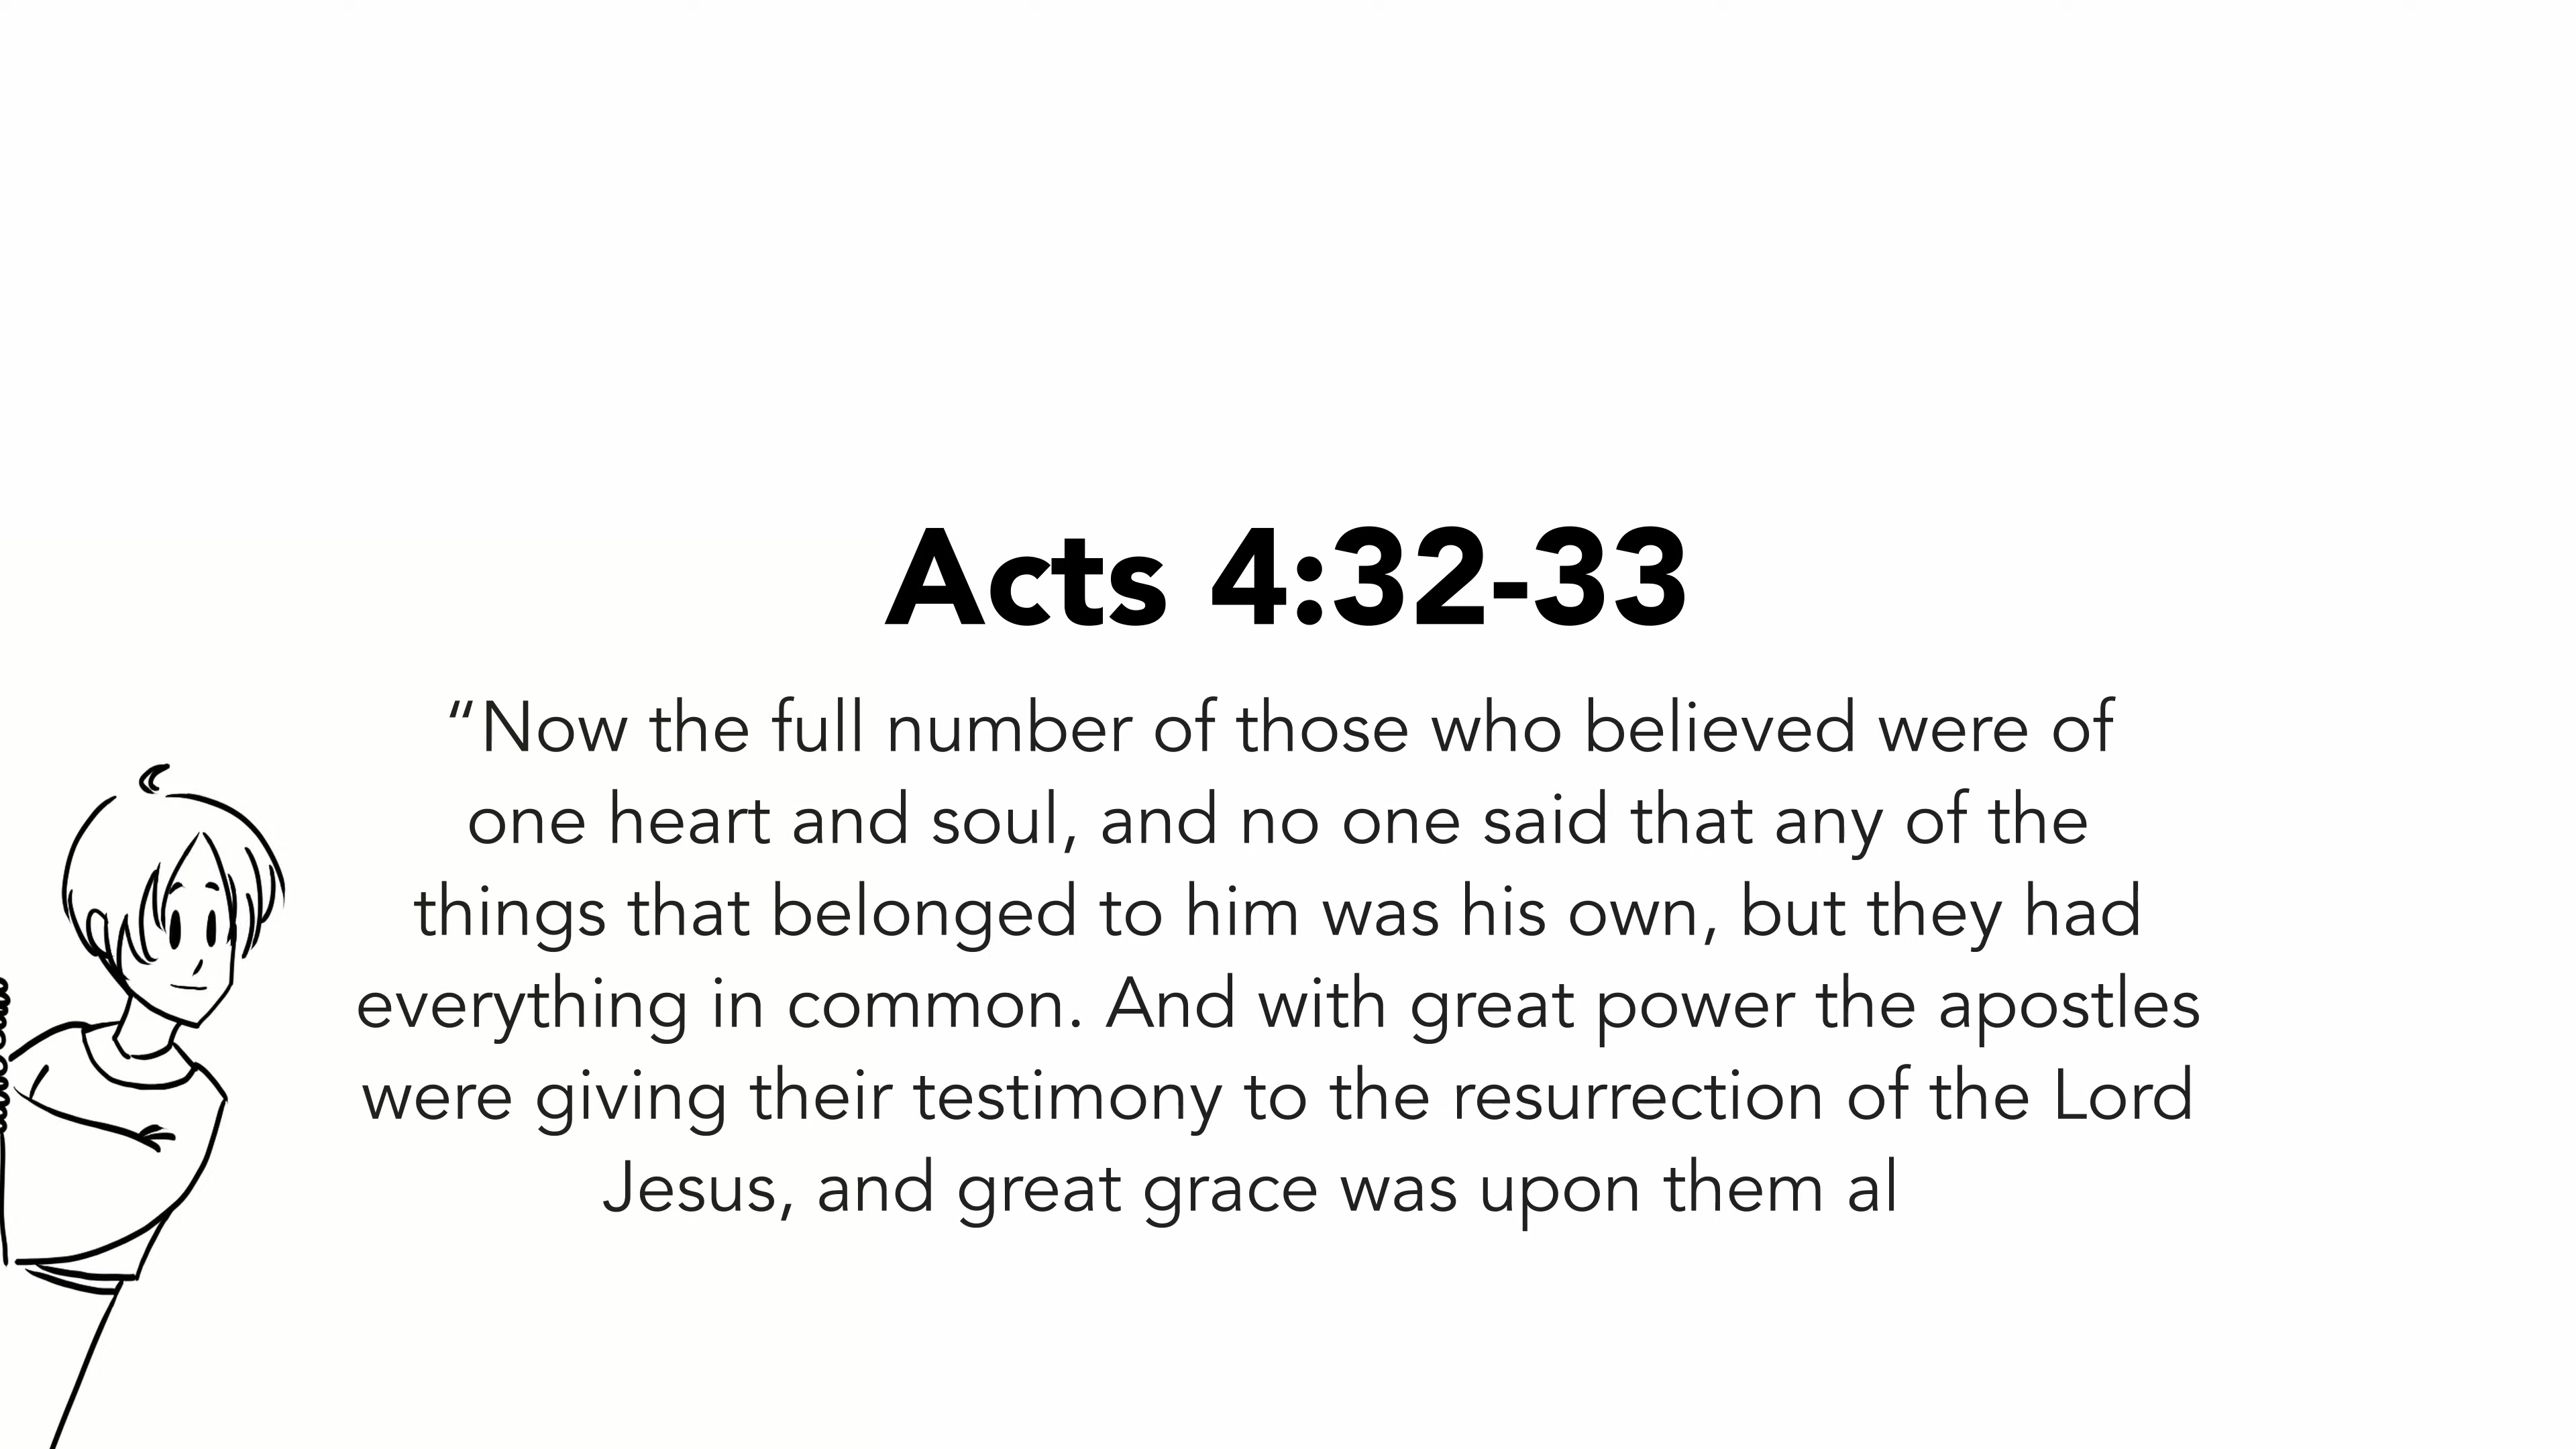 Acts 4:32-33
“Now the full number of those who believed were of
one heart and soul, and no one said that any of the
things that belonged to him was his own, but they had
everything in common. And with great power the apostles
were giving their testimony to the resurrection of the Lord
Jesus, and great grace was upon them al